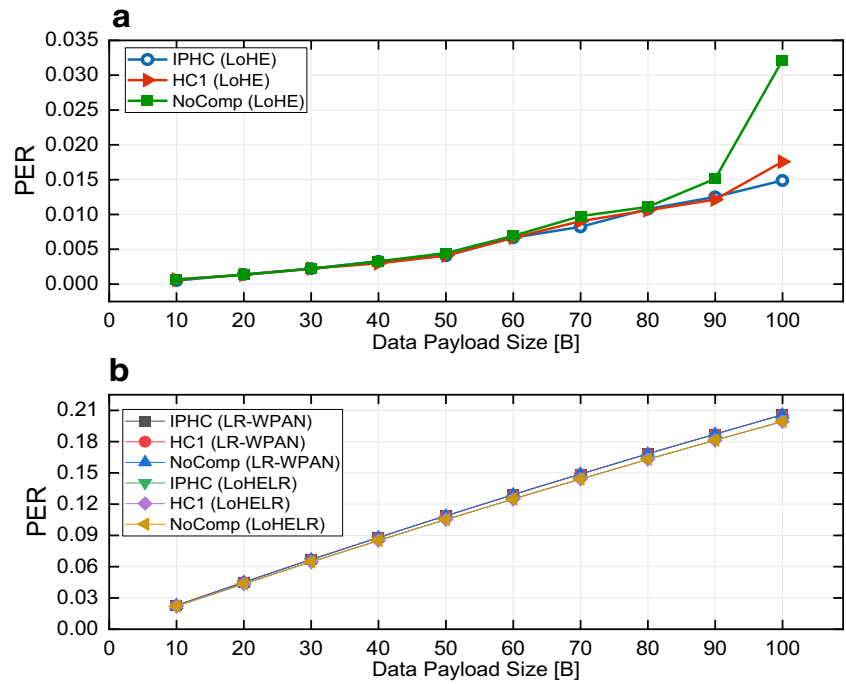 a
0.035
0.030
0.025
0.020
0.015
0.010
0.005
0.000
PER
IPHC (LoHE)
HC1 (LoHE)
NoComp (LoHE)
0 10 20 30 40 50 60 70 80 90 100
Data Payload Size [B]
b
0.21
0.18
0.15
0.12
0.09
0.06
0.03
0.00
PER
IPHC (LR-WPAN)
HC1 (LR-WPAN)
NoComp (LR-WPAN)
IPHC (LoHELR)
HC1 (LoHELR)
NoComp (LoHELR)
0 10 20 30 40 50 60 70 80 90 100
Data Payload Size [B]